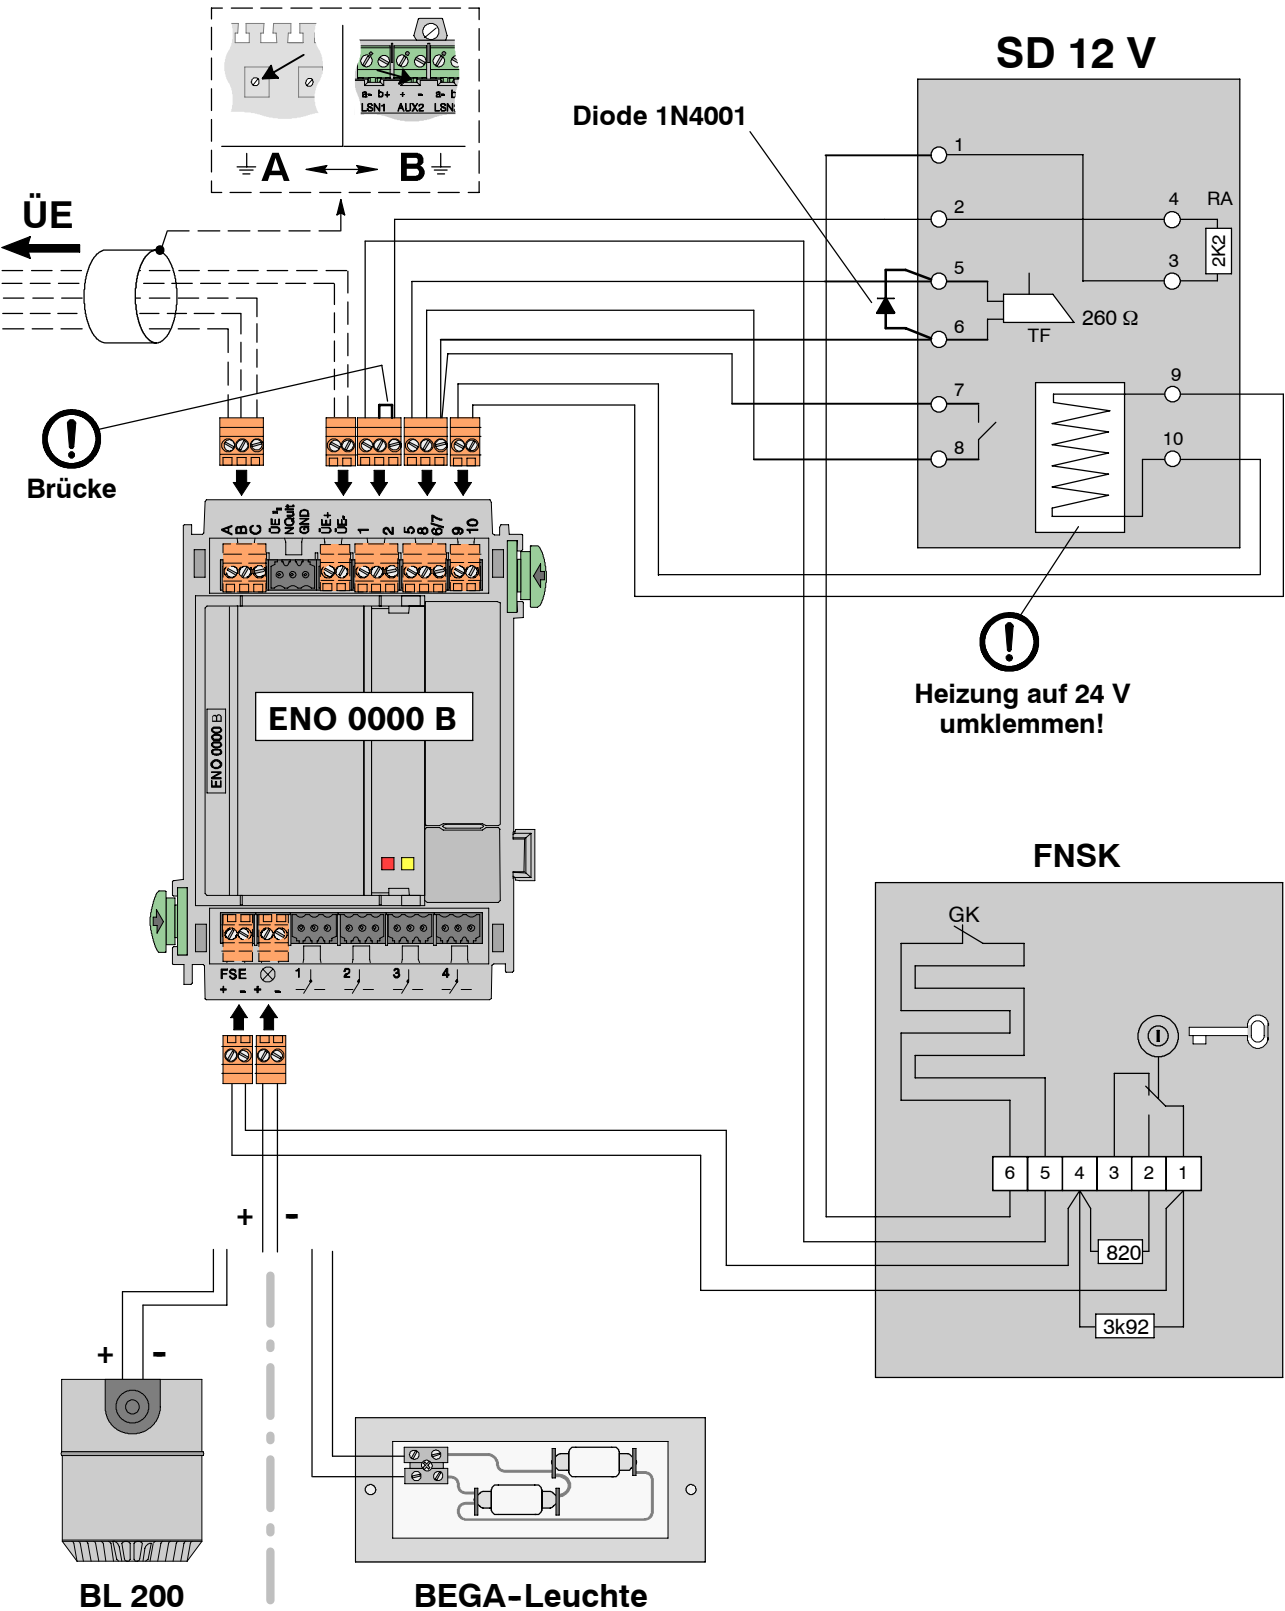 SD 12 V
Diode 1N4001
a- b+ + - a- b
LSN1 AUX2 LSN
A B
ÜE
1
2
4 RA
3
2K2
5
6
TF
260 Ω
7
8
9
10
Brücke
A B C ÜE NQuit GND ÜE+ ÜE- 1 2 5 8 6/7 9 10
Heizung auf 24 V
umklemmen!
ENO 0000 B
ENO 0000 B
FNSK
GK
FSE 1 2 3 4
+ - + -
6 5 4 3 2 1
820
3k92
+ -
+ -
BL 200
BEGA-Leuchte